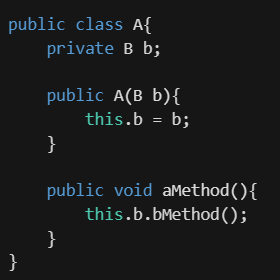 public class A{
    private B b;

    public A(B b){
        this.b = b;
    }

    public void aMethod(){
        this.b.bMethod();
    }
}